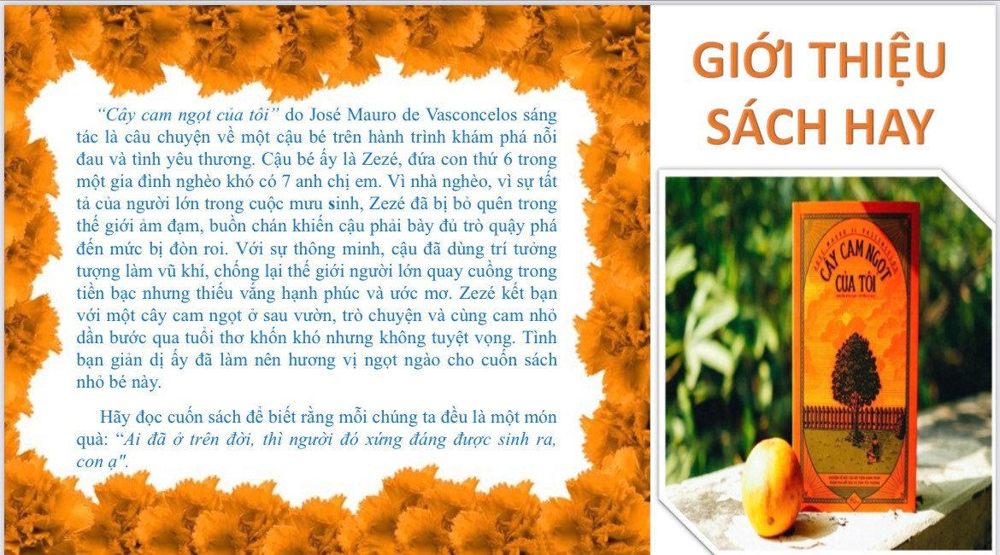 “Cây cam ngọt của tôi” do José Mauro de Vasconcelos sáng
tác là câu chuyện về một cậu bé trên hành trình khám phá nỗi
đau và tình yêu thương. Cậu bé ấy là Zezé, đứa con thứ 6 trong
một gia đình nghèo khó có 7 anh chị em. Vì nhà nghèo, vì sự tất
tả của người lớn trong cuộc mưu sinh, Zezé đã bị bỏ quên trong
thế giới ảm đạm, buồn chán khiến cậu phải bày đủ trò quậy phá
đến mức bị đòn roi. Với sự thông minh, cậu đã dùng trí tưởng
tượng làm vũ khí, chống lại thế giới người lớn quay cuồng trong
tiền bạc nhưng thiếu vắng hạnh phúc và ước mơ. Zezé kết bạn
với một cây cam ngọt ở sau vườn, trò chuyện và cùng cam nhỏ
dần bước qua tuổi thơ khốn khó nhưng không tuyệt vọng. Tình
bạn giản dị ấy đã làm nên hương vị ngọt ngào cho cuốn sách
nhỏ bé này.
Hãy đọc cuốn sách để biết rằng mỗi chúng ta đều là một món
quà: “Ai đã ở trên đời, thì người đó xứng đáng được sinh ra,
con ạ".
GIỚI THIỆU
SÁCH HAY
JOSÉ MAURO DE VASCONCELOS
CÂY CAM NGỌT
CỦA TÔI